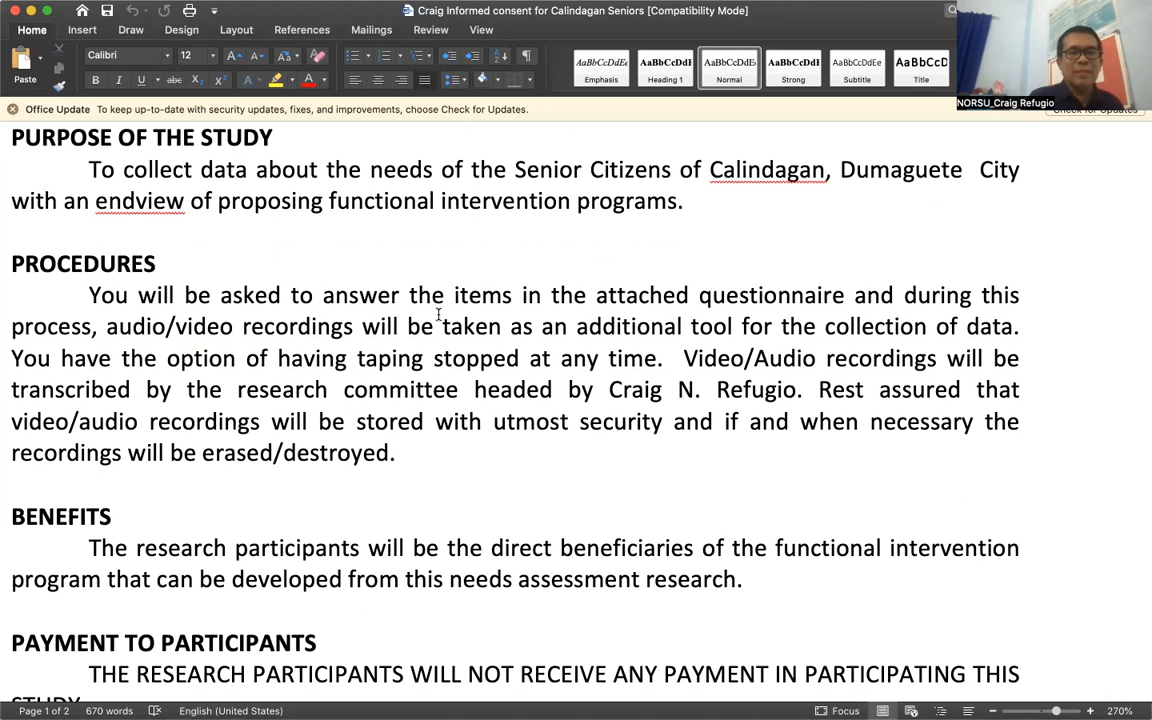 Craig Informed consent for Calindagan Seniors [Compatibility Mode]
Home Insert Draw Design Layout References Mailings Review View
Paste
Calibri 12
AaBbCcDdEe AaBbCcDdE AaBbCcDdEe AaBbCcDdE AaBbCcDdEe AaBbCcD
Emphasis Heading 1 Normal Strong Subtitle Title
NORSU_Craig Refugio
Office Update To keep up-to-date with security updates, fixes, and improvements, choose Check for Updates.
PURPOSE OF THE STUDY
To collect data about the needs of the Senior Citizens of Calindagan, Dumaguete City
with an endview of proposing functional intervention programs.
PROCEDURES
You will be asked to answer the items in the attached questionnaire and during this
process, audio/video recordings will be taken as an additional tool for the collection of data.
You have the option of having taping stopped at any time. Video/Audio recordings will be
transcribed by the research committee headed by Craig N. Refugio. Rest assured that
video/audio recordings will be stored with utmost security and if and when necessary the
recordings will be erased/destroyed.
BENEFITS
The research participants will be the direct beneficiaries of the functional intervention
program that can be developed from this needs assessment research.
PAYMENT TO PARTICIPANTS
THE RESEARCH PARTICIPANTS WILL NOT RECEIVE ANY PAYMENT IN PARTICIPATING THIS
STUDY
Page 1 of 2 670 words English (United States) Focus 270%